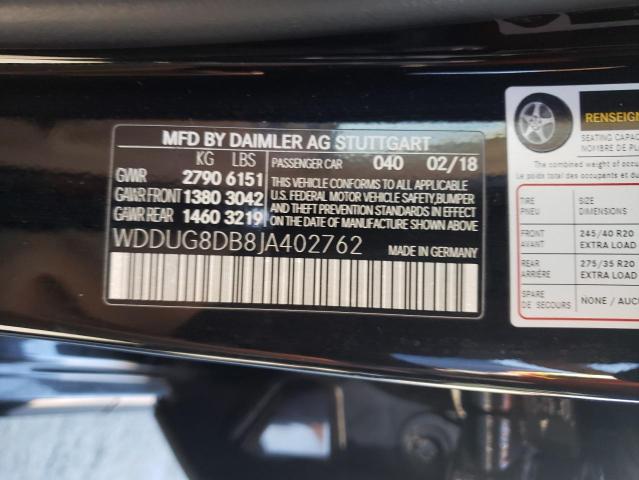 MFD BY DAIMLER AG STUTTGART
KG LBS PASSENGER CAR 040 02/18
GVWR 2790 6151
GAWR FRONT 1380 3042
GAWR REAR 1460 3219
THIS VEHICLE CONFORMS TO ALL APPLICABLE
U.S. FEDERAL MOTOR VEHICLE SAFETY,BUMPER
AND THEFT PREVENTION STANDARDS IN EFFECT
ON THE DATE OF MANUFACTURE SHOWN ABOVE.
WDDUG8DB8JA402762 MADE IN GERMANY
RENSEIGN
SEATING CAPAC
NOMBRE DE PL
The combined weight of occu
Le poids total des occupants et du
TIRE SIZE
PNEU DIMENSIONS
FRONT 245/40 R20
AVANT EXTRA LOAD
REAR 275/35 R20
ARRIÈRE EXTRA LOAD
SPARE NONE / AUC
DE SECOURS